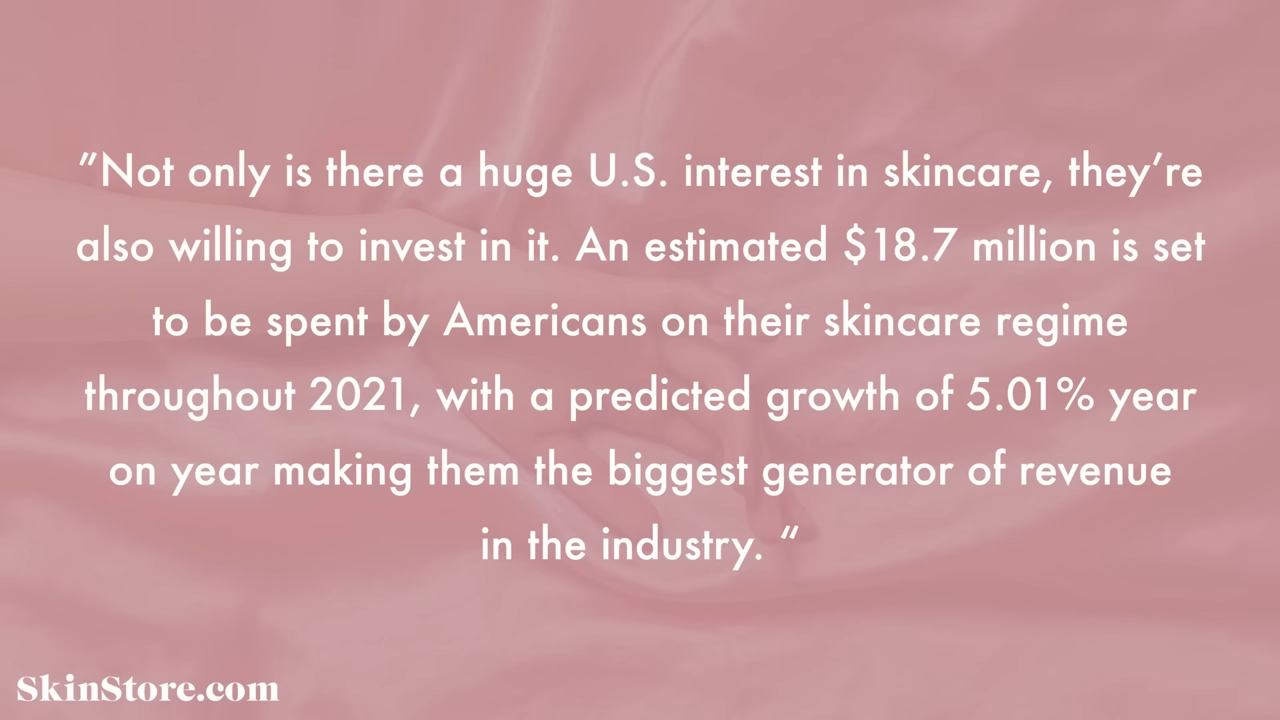 ”Not only is there a huge U.S. interest in skincare, they’re
also willing to invest in it. An estimated $18.7 million is set
to be spent by Americans on their skincare regime
throughout 2021, with a predicted growth of 5.01% year
on year making them the biggest generator of revenue
in the industry. “
SkinStore.com